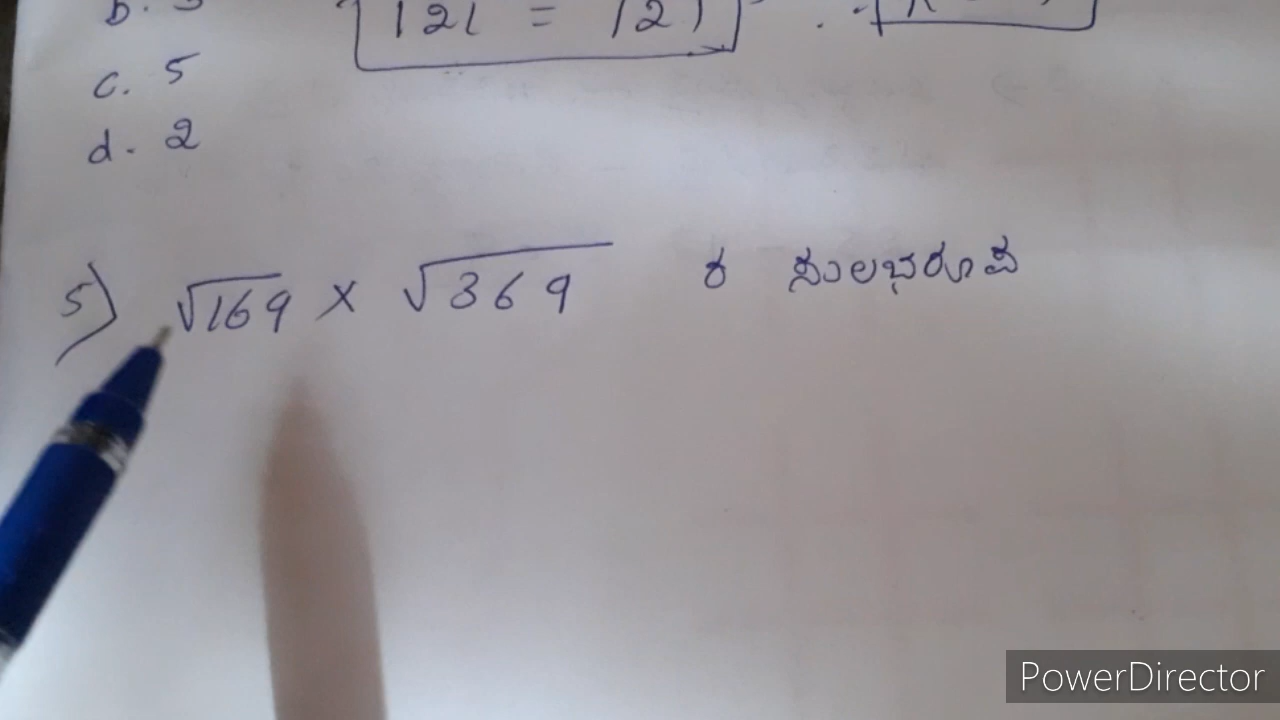 121 = 121
c. 5
d. 2
5) √169 × √369 ರ ಸುಲಭರೂಪ
PowerDirector